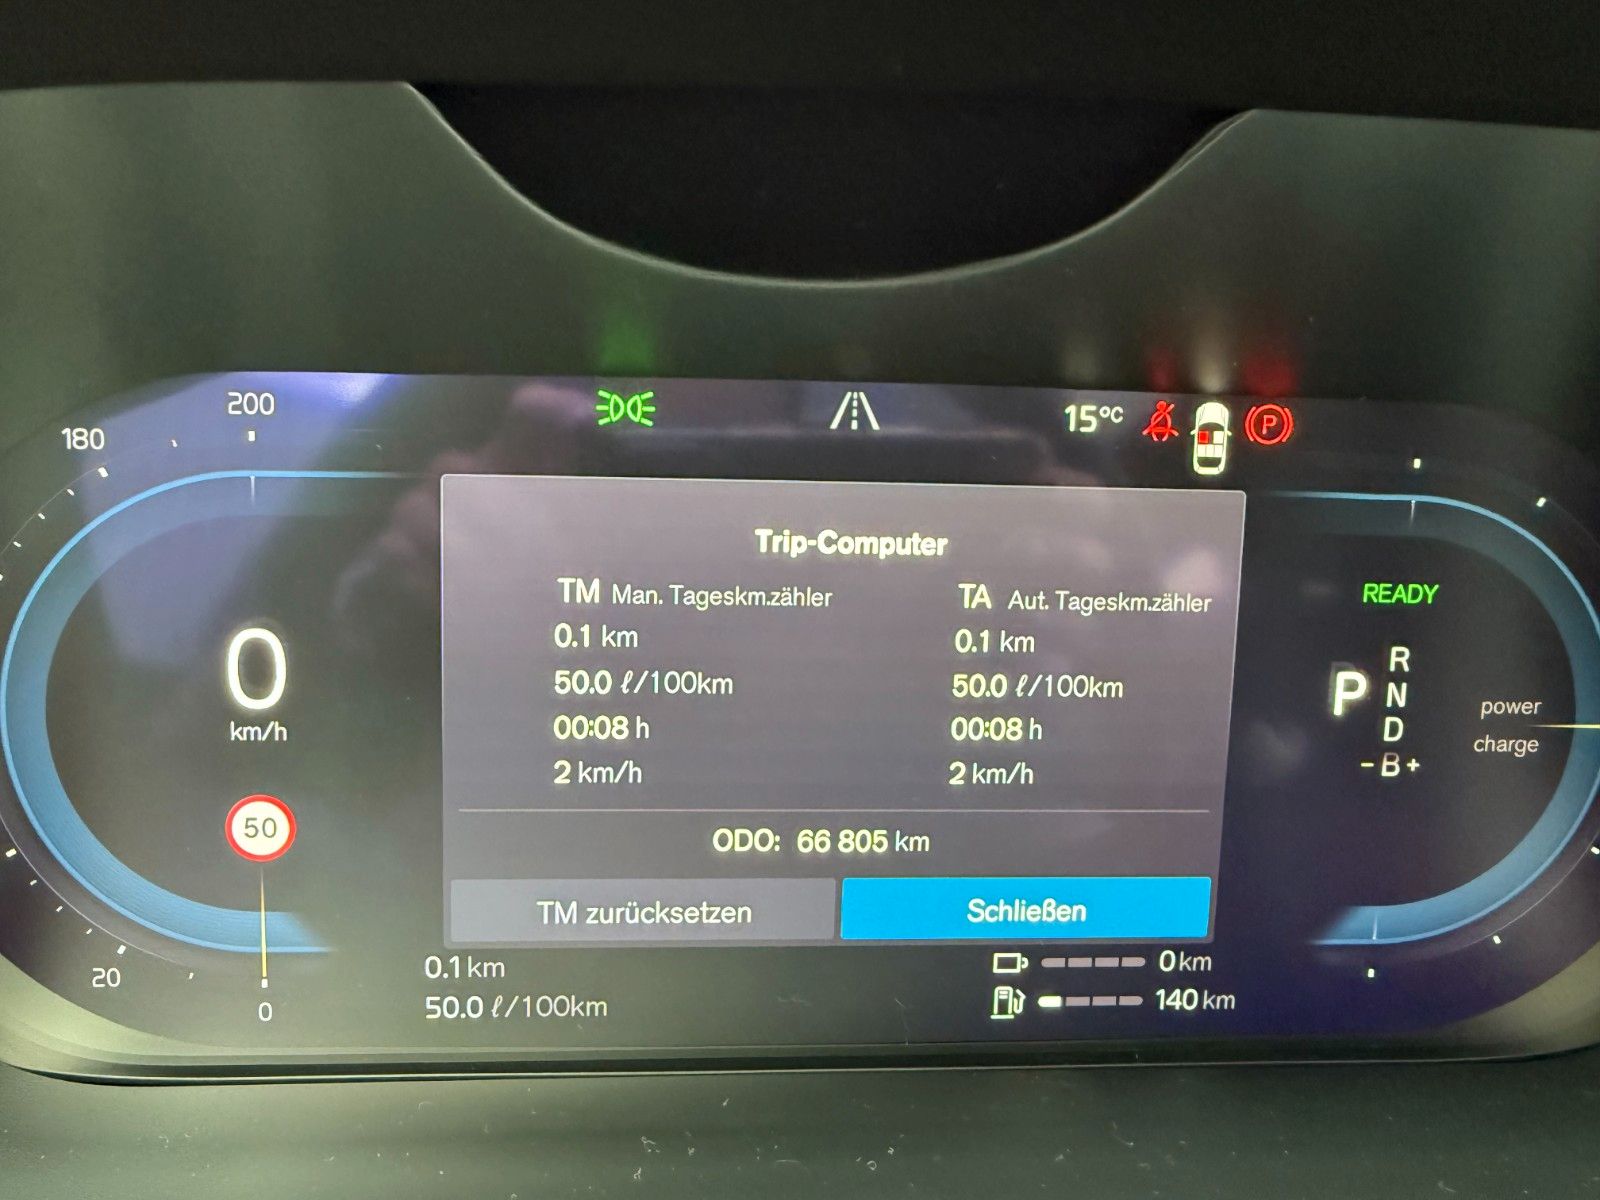 200
180
15°C
P
Trip-Computer
TM Man. Tageskm.zähler
0.1 km
50.0 ℓ/100km
00:08 h
2 km/h
TA Aut. Tageskm.zähler
0.1 km
50.0 ℓ/100km
00:08 h
2 km/h
ODO: 66 805 km
TM zurücksetzen
Schließen
0
km/h
50
20
0
READY
P
R
N
D
- B +
power
charge
0.1 km
50.0 ℓ/100km
0 km
140 km